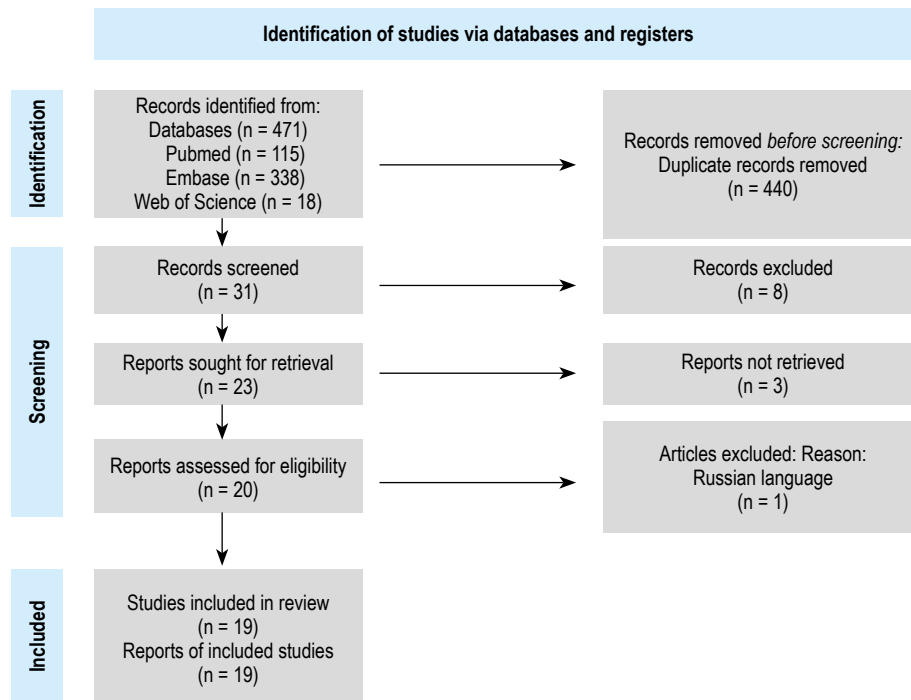 Identification of studies via databases and registers
Identification
Records identified from:
Databases (n = 471)
Pubmed (n = 115)
Embase (n = 338)
Web of Science (n = 18)
Records removed before screening:
Duplicate records removed
(n = 440)
Screening
Records screened
(n = 31)
Records excluded
(n = 8)
Reports sought for retrieval
(n = 23)
Reports not retrieved
(n = 3)
Reports assessed for eligibility
(n = 20)
Articles excluded: Reason:
Russian language
(n = 1)
Included
Studies included in review
(n = 19)
Reports of included studies
(n = 19)